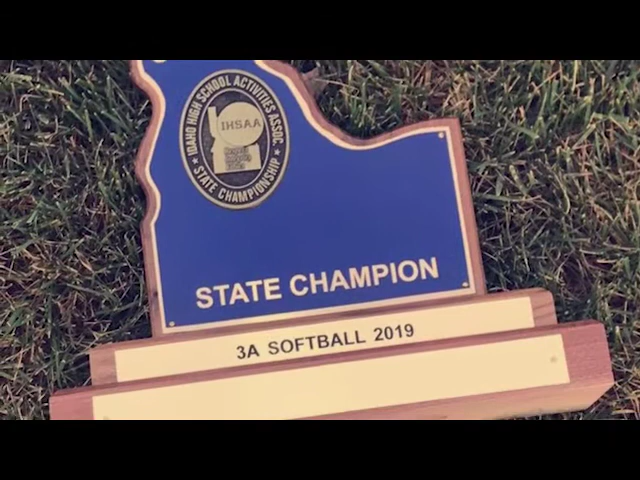 IDAHO HIGH SCHOOL ACTIVITIES ASSOC.
IHSAA
★ STATE CHAMPIONSHIP ★
STATE CHAMPION
3A SOFTBALL 2019